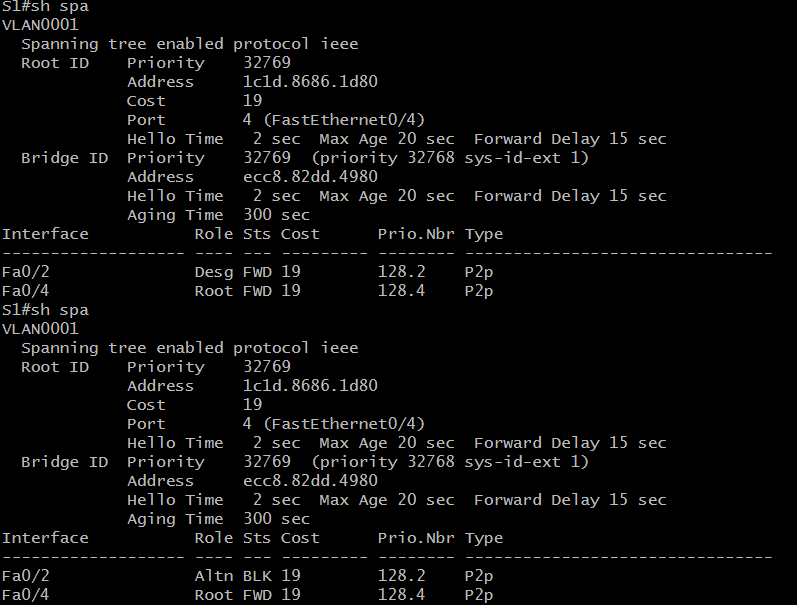 S1#sh spa
VLAN0001
  Spanning tree enabled protocol ieee
  Root ID    Priority    32769
             Address     1c1d.8686.1d80
             Cost        19
             Port        4 (FastEthernet0/4)
             Hello Time   2 sec  Max Age 20 sec  Forward Delay 15 sec
  Bridge ID  Priority    32769  (priority 32768 sys-id-ext 1)
             Address     ecc8.82dd.4980
             Hello Time   2 sec  Max Age 20 sec  Forward Delay 15 sec
             Aging Time  300 sec
Interface           Role Sts Cost      Prio.Nbr Type
------------------- ---- --- --------- -------- --------------------------------
Fa0/2               Desg FWD 19        128.2    P2p
Fa0/4               Root FWD 19        128.4    P2p
S1#sh spa
VLAN0001
  Spanning tree enabled protocol ieee
  Root ID    Priority    32769
             Address     1c1d.8686.1d80
             Cost        19
             Port        4 (FastEthernet0/4)
             Hello Time   2 sec  Max Age 20 sec  Forward Delay 15 sec
  Bridge ID  Priority    32769  (priority 32768 sys-id-ext 1)
             Address     ecc8.82dd.4980
             Hello Time   2 sec  Max Age 20 sec  Forward Delay 15 sec
             Aging Time  300 sec
Interface           Role Sts Cost      Prio.Nbr Type
------------------- ---- --- --------- -------- --------------------------------
Fa0/2               Altn BLK 19        128.2    P2p
Fa0/4               Root FWD 19        128.4    P2p